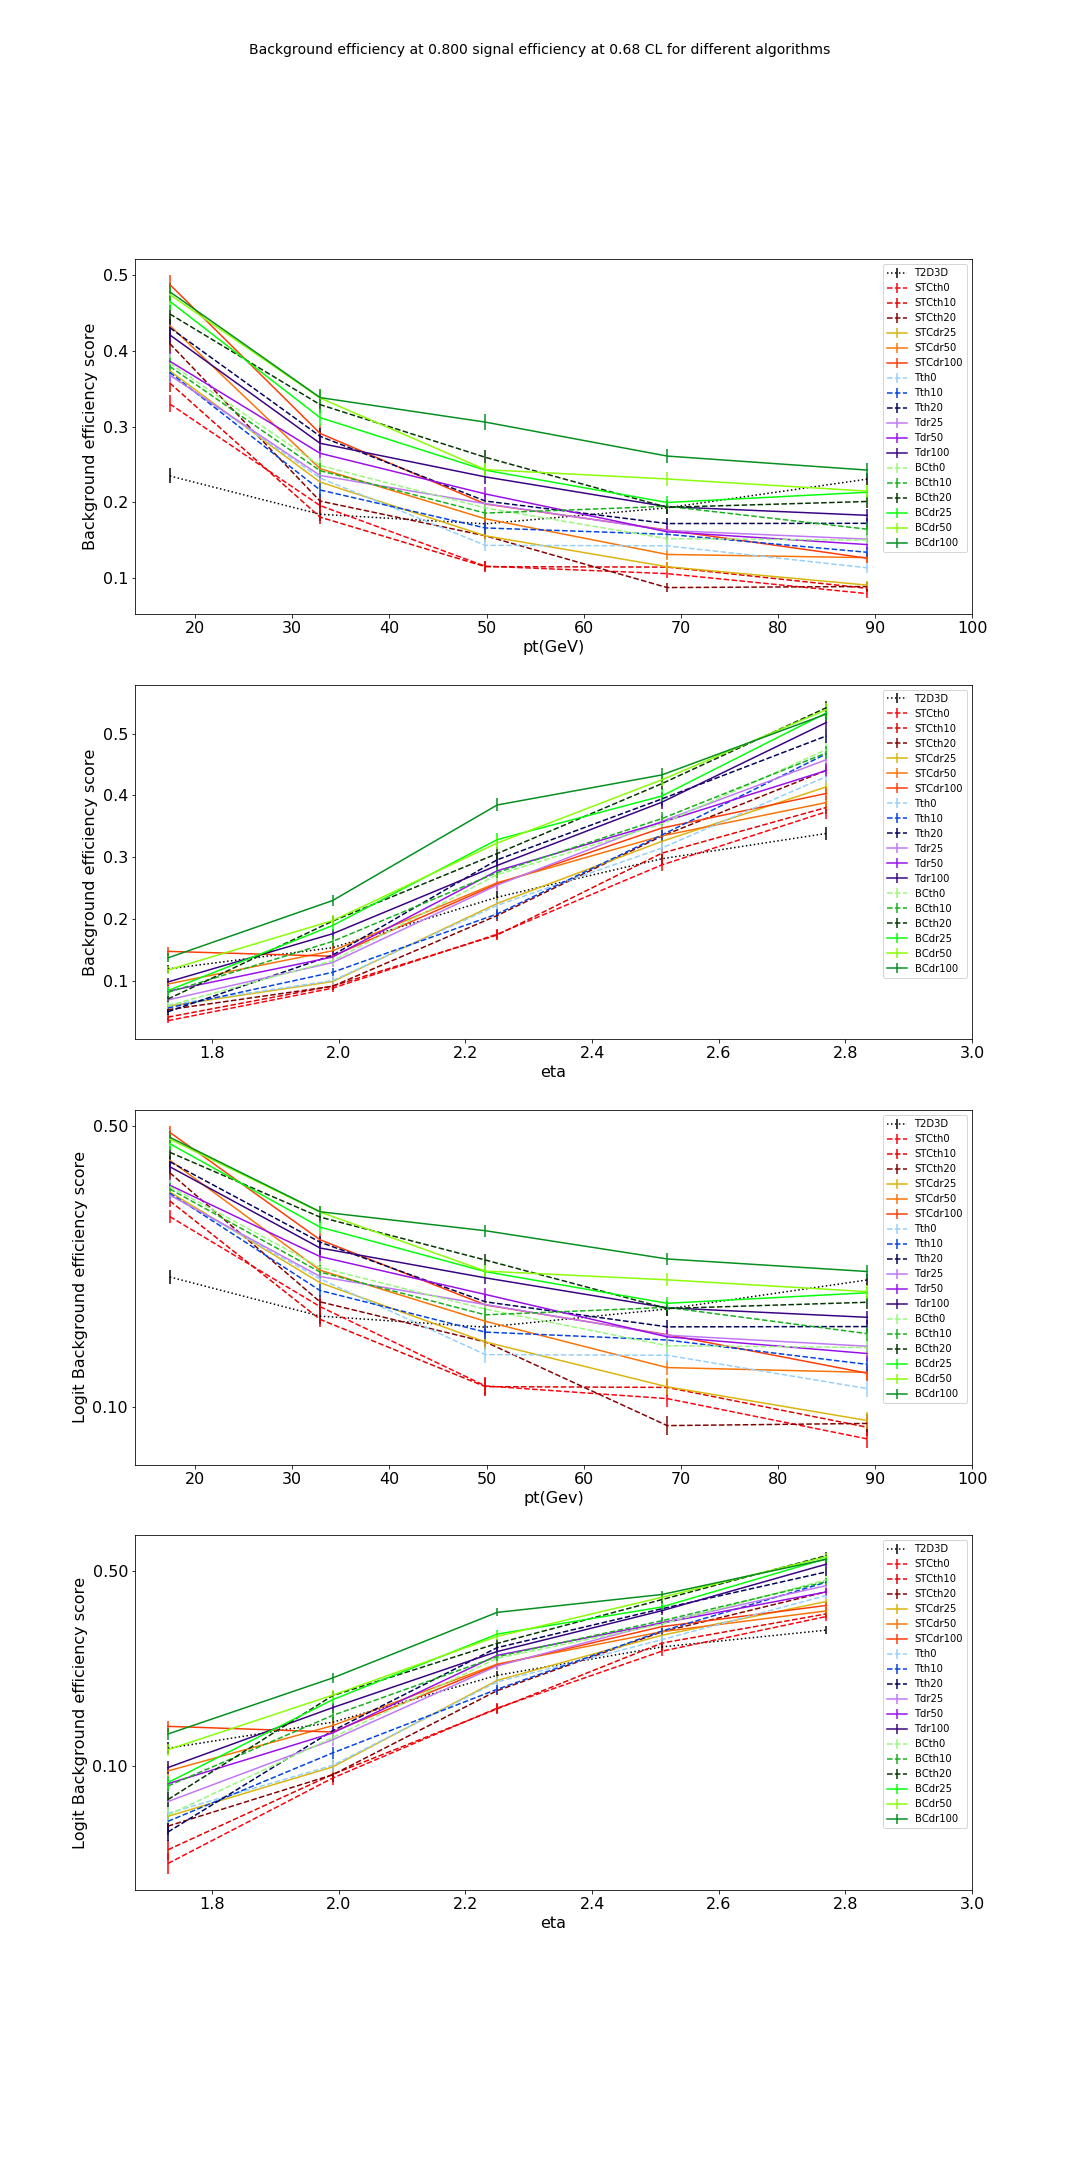 Background efficiency at 0.800 signal efficiency at 0.68 CL for different algorithms
Background efficiency score
0.5
0.4
0.3
0.2
0.1
20 30 40 50 60 70 80 90 100
pt(GeV)
T2D3D
STCth0
STCth10
STCth20
STCdr25
STCdr50
STCdr100
Tth0
Tth10
Tth20
Tdr25
Tdr50
Tdr100
BCth0
BCth10
BCth20
BCdr25
BCdr50
BCdr100
Background efficiency score
0.5
0.4
0.3
0.2
0.1
1.8 2.0 2.2 2.4 2.6 2.8 3.0
eta
T2D3D
STCth0
STCth10
STCth20
STCdr25
STCdr50
STCdr100
Tth0
Tth10
Tth20
Tdr25
Tdr50
Tdr100
BCth0
BCth10
BCth20
BCdr25
BCdr50
BCdr100
Logit Background efficiency score
0.50
0.10
20 30 40 50 60 70 80 90 100
pt(Gev)
T2D3D
STCth0
STCth10
STCth20
STCdr25
STCdr50
STCdr100
Tth0
Tth10
Tth20
Tdr25
Tdr50
Tdr100
BCth0
BCth10
BCth20
BCdr25
BCdr50
BCdr100
Logit Background efficiency score
0.50
0.10
1.8 2.0 2.2 2.4 2.6 2.8 3.0
eta
T2D3D
STCth0
STCth10
STCth20
STCdr25
STCdr50
STCdr100
Tth0
Tth10
Tth20
Tdr25
Tdr50
Tdr100
BCth0
BCth10
BCth20
BCdr25
BCdr50
BCdr100